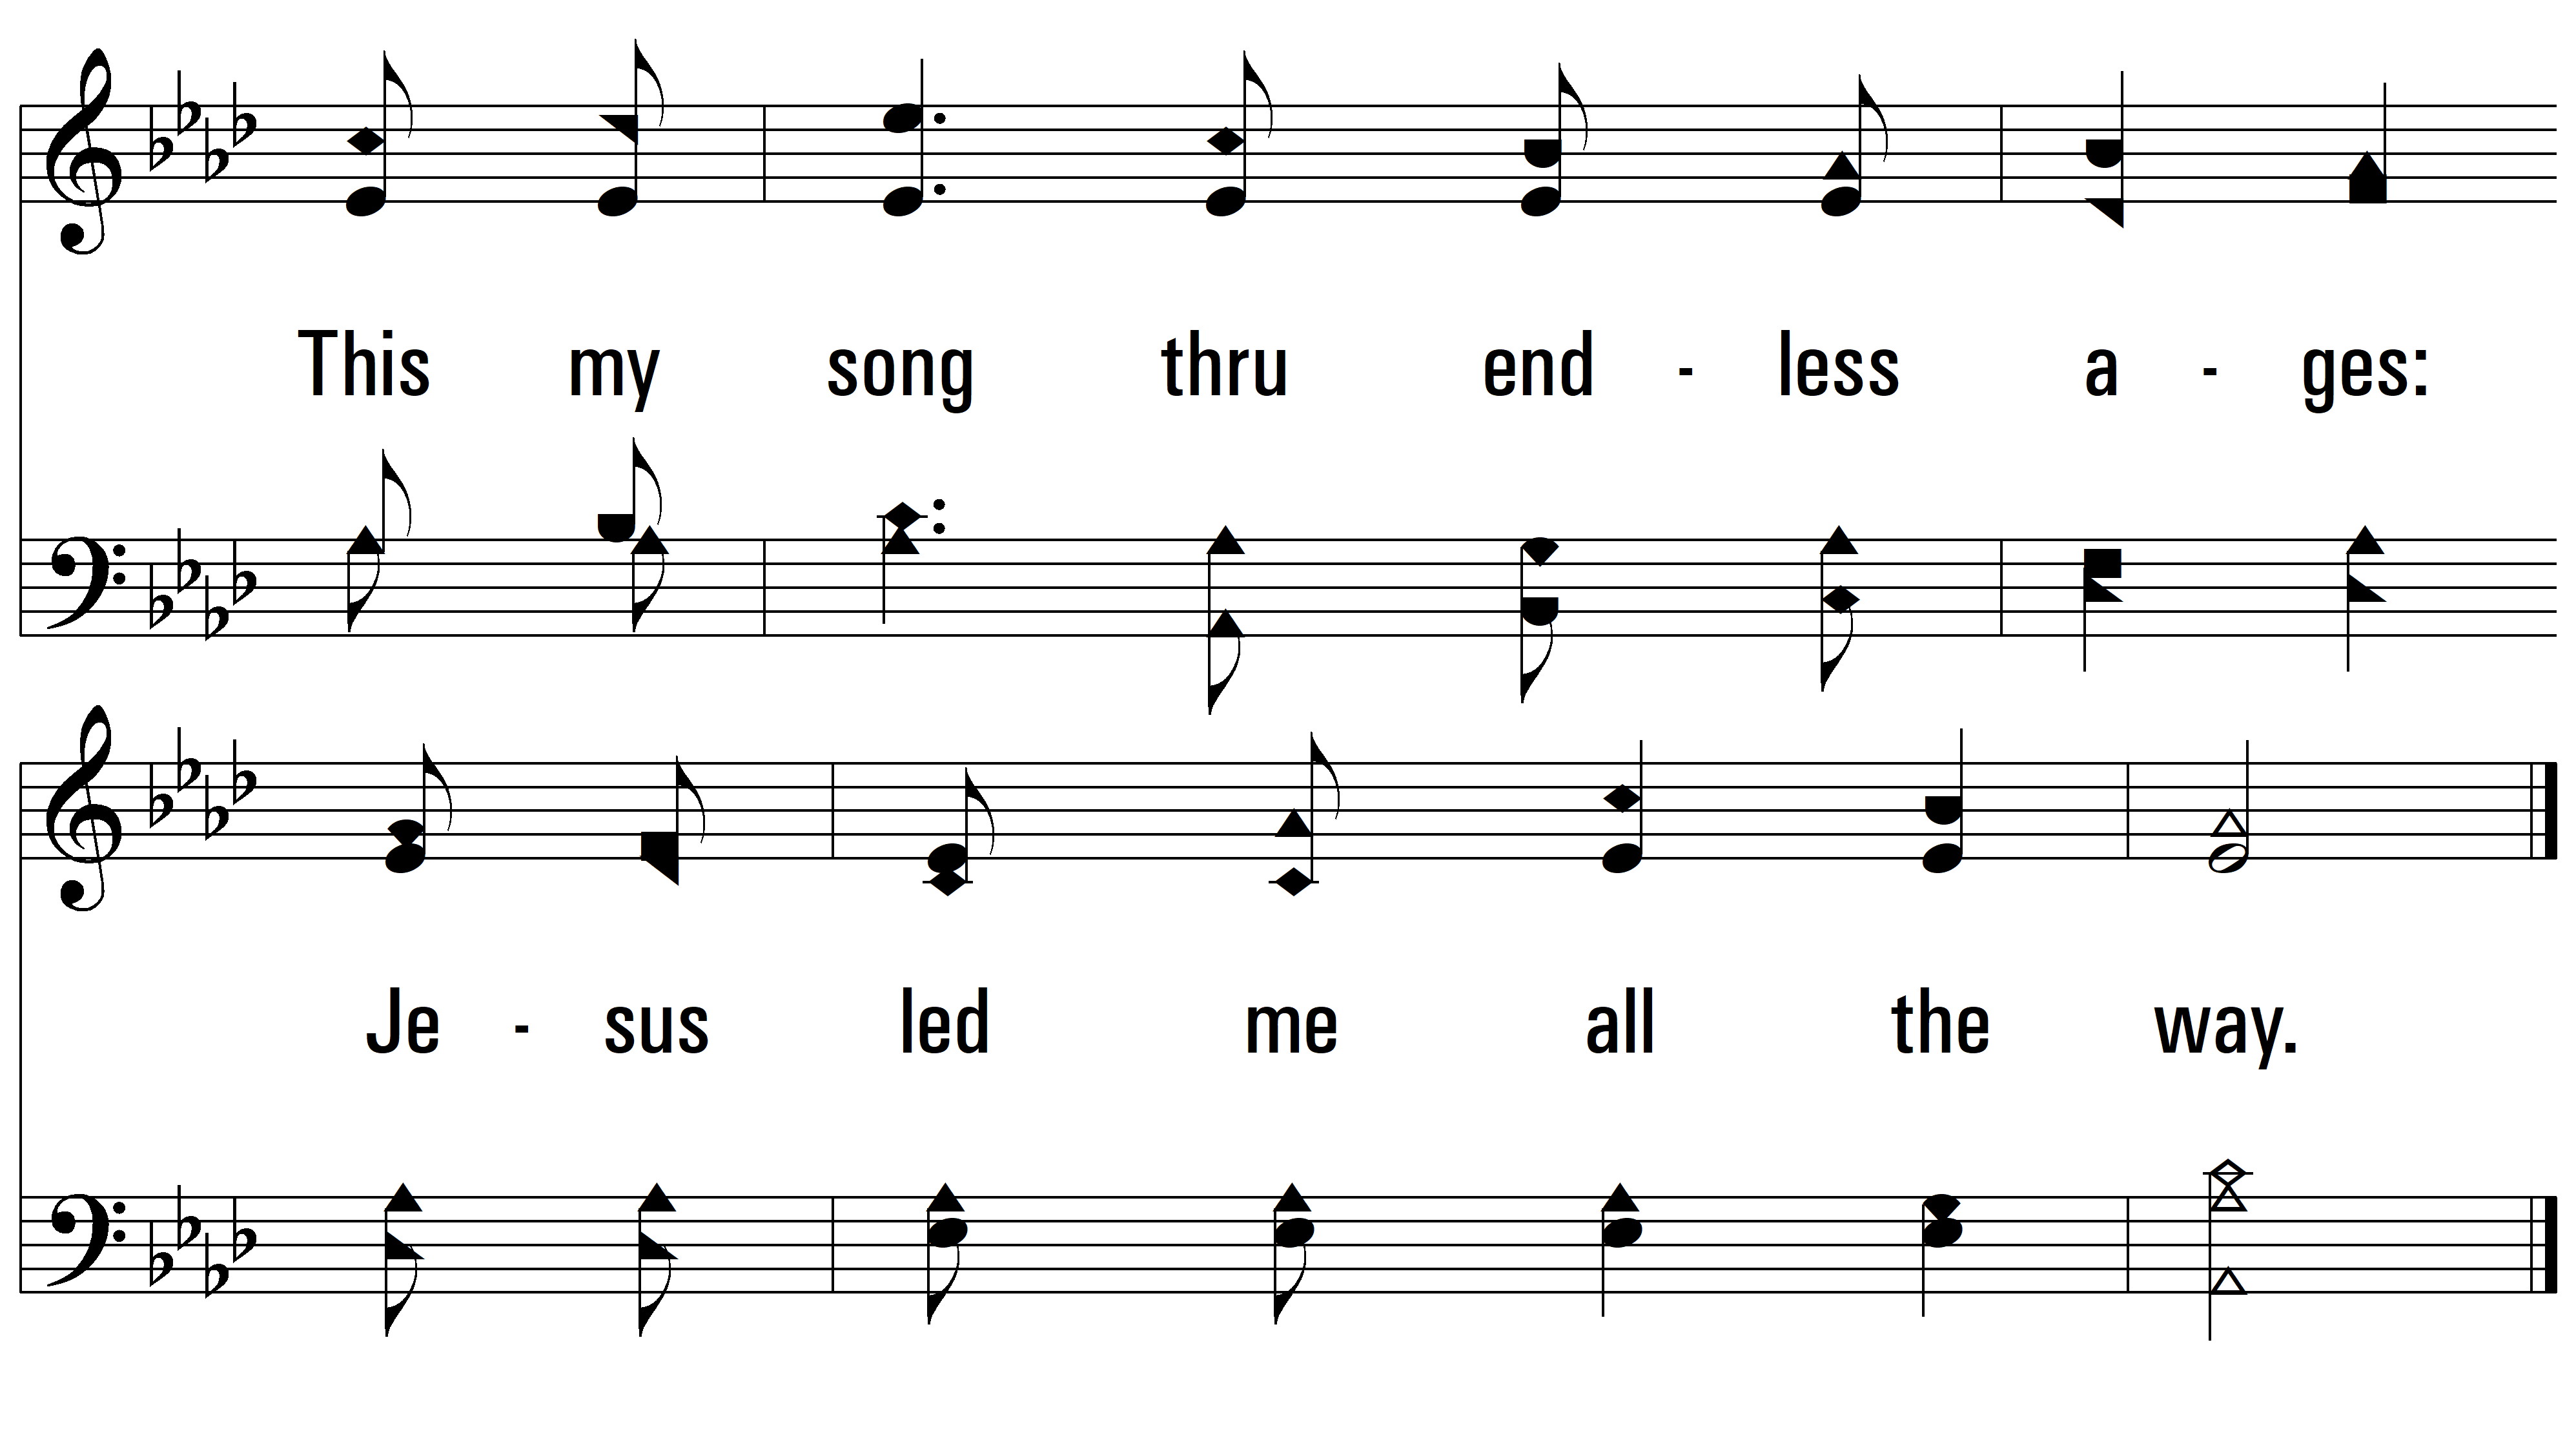 This my song thru end - less a - ges:
Je - sus led me all the way.